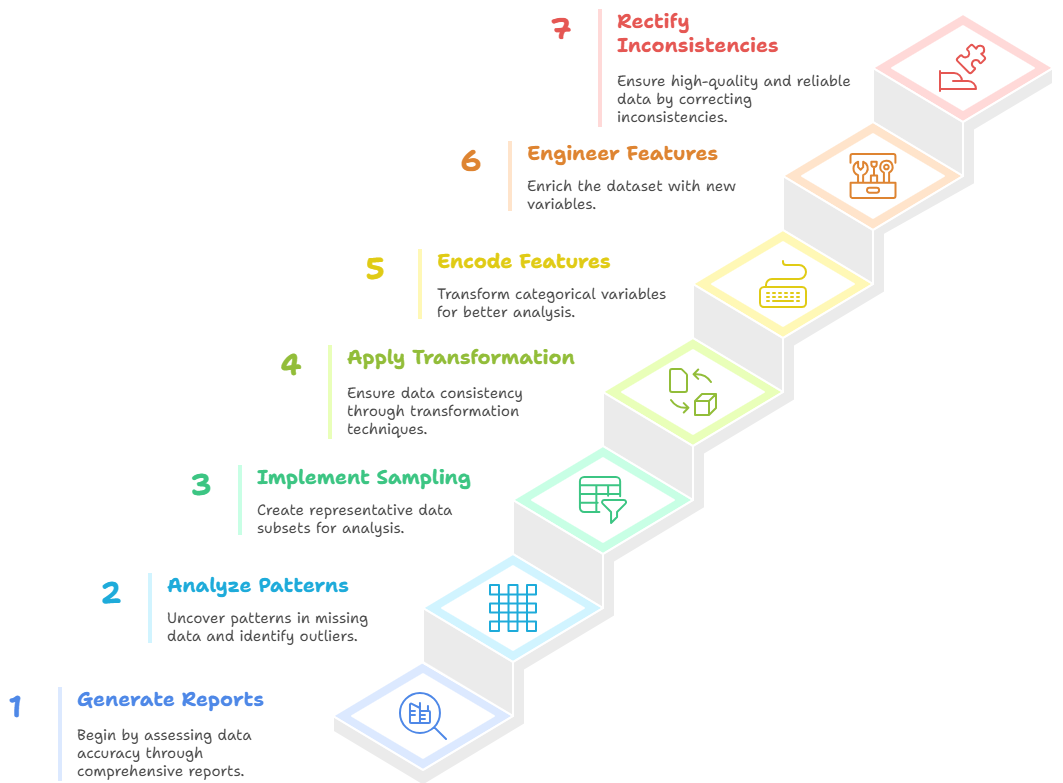 7
Rectify
Inconsistencies
Ensure high-quality and reliable
data by correcting
inconsistencies.
6
Engineer Features
Enrich the dataset with new
variables.
5
Encode Features
Transform categorical variables
for better analysis.
4
Apply Transformation
Ensure data consistency
through transformation
techniques.
3
Implement Sampling
Create representative data
subsets for analysis.
2
Analyze Patterns
Uncover patterns in missing
data and identify outliers.
1
Generate Reports
Begin by assessing data
accuracy through
comprehensive reports.